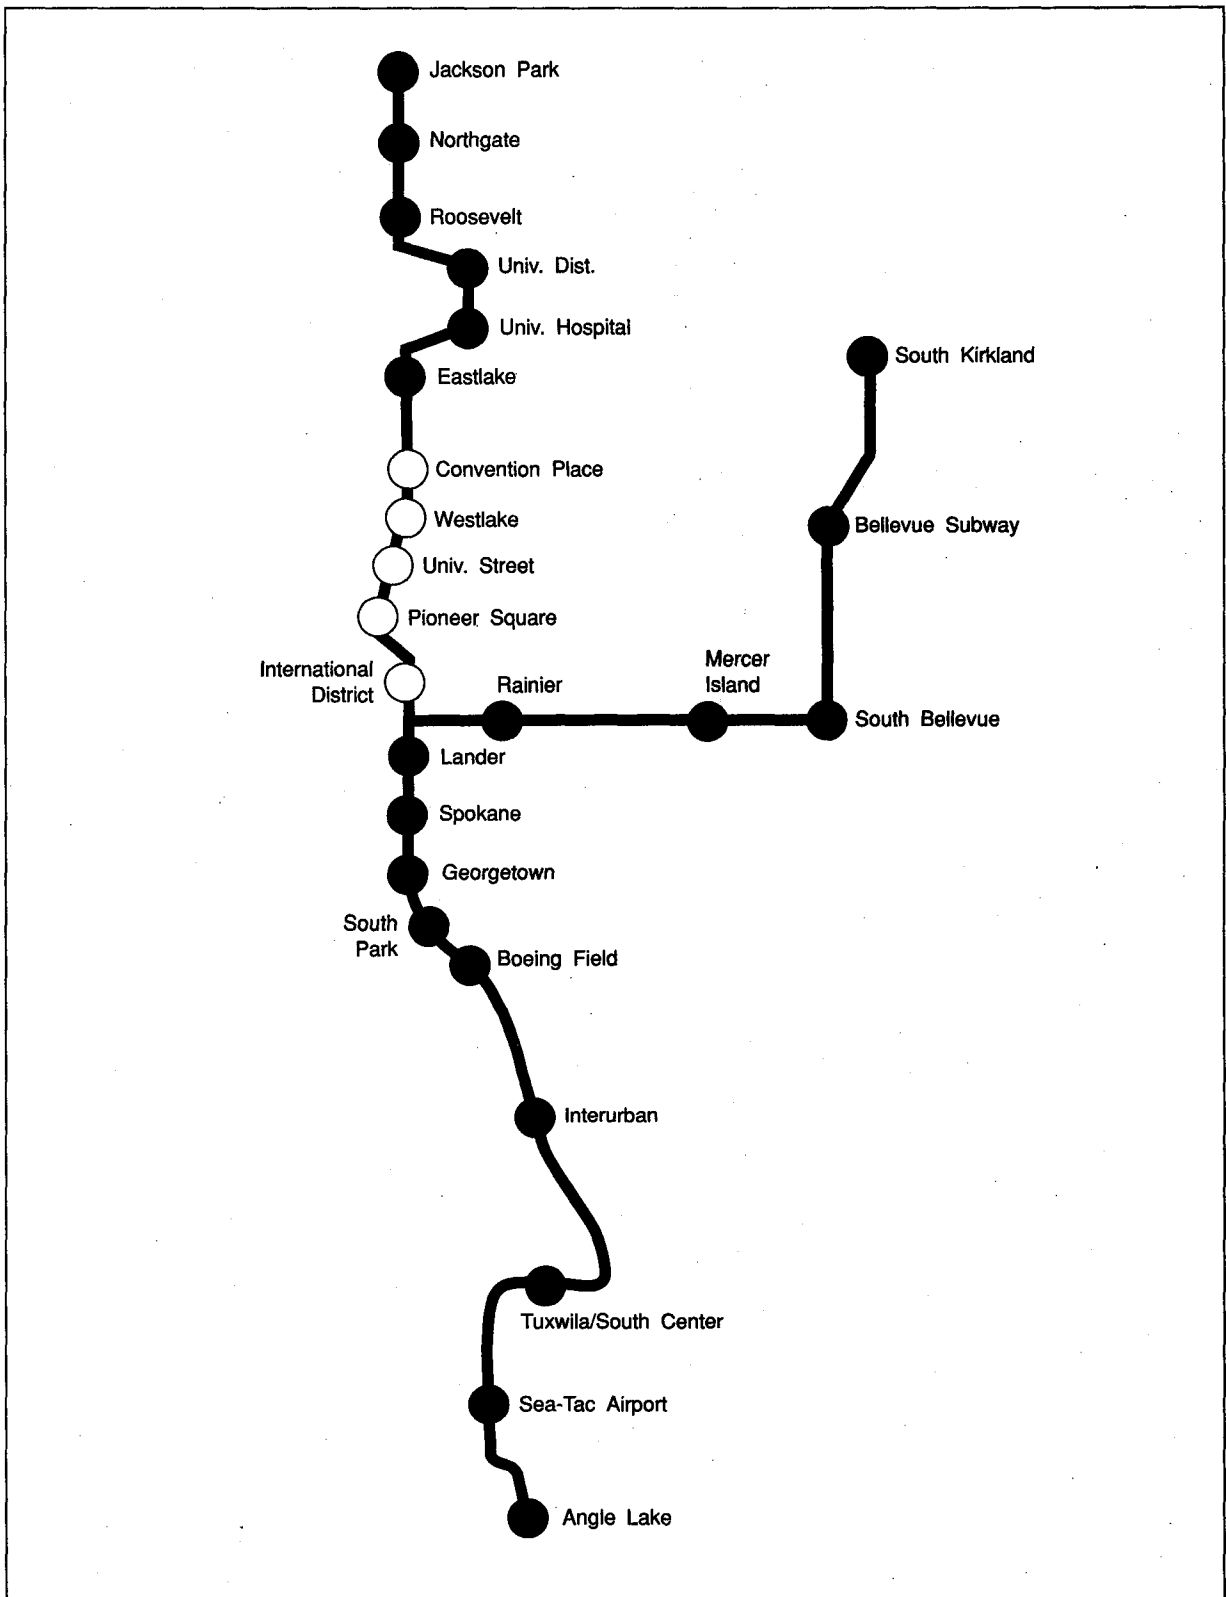 Jackson Park
Northgate
Roosevelt
Univ. Dist.
Univ. Hospital
South Kirkland
Eastlake
Convention Place
Westlake
Bellevue Subway
Univ. Street
Pioneer Square
International
District
Rainier
Mercer
Island
South Bellevue
Lander
Spokane
Georgetown
South
Park
Boeing Field
Interurban
Tuxwila/South Center
Sea-Tac Airport
Angle Lake